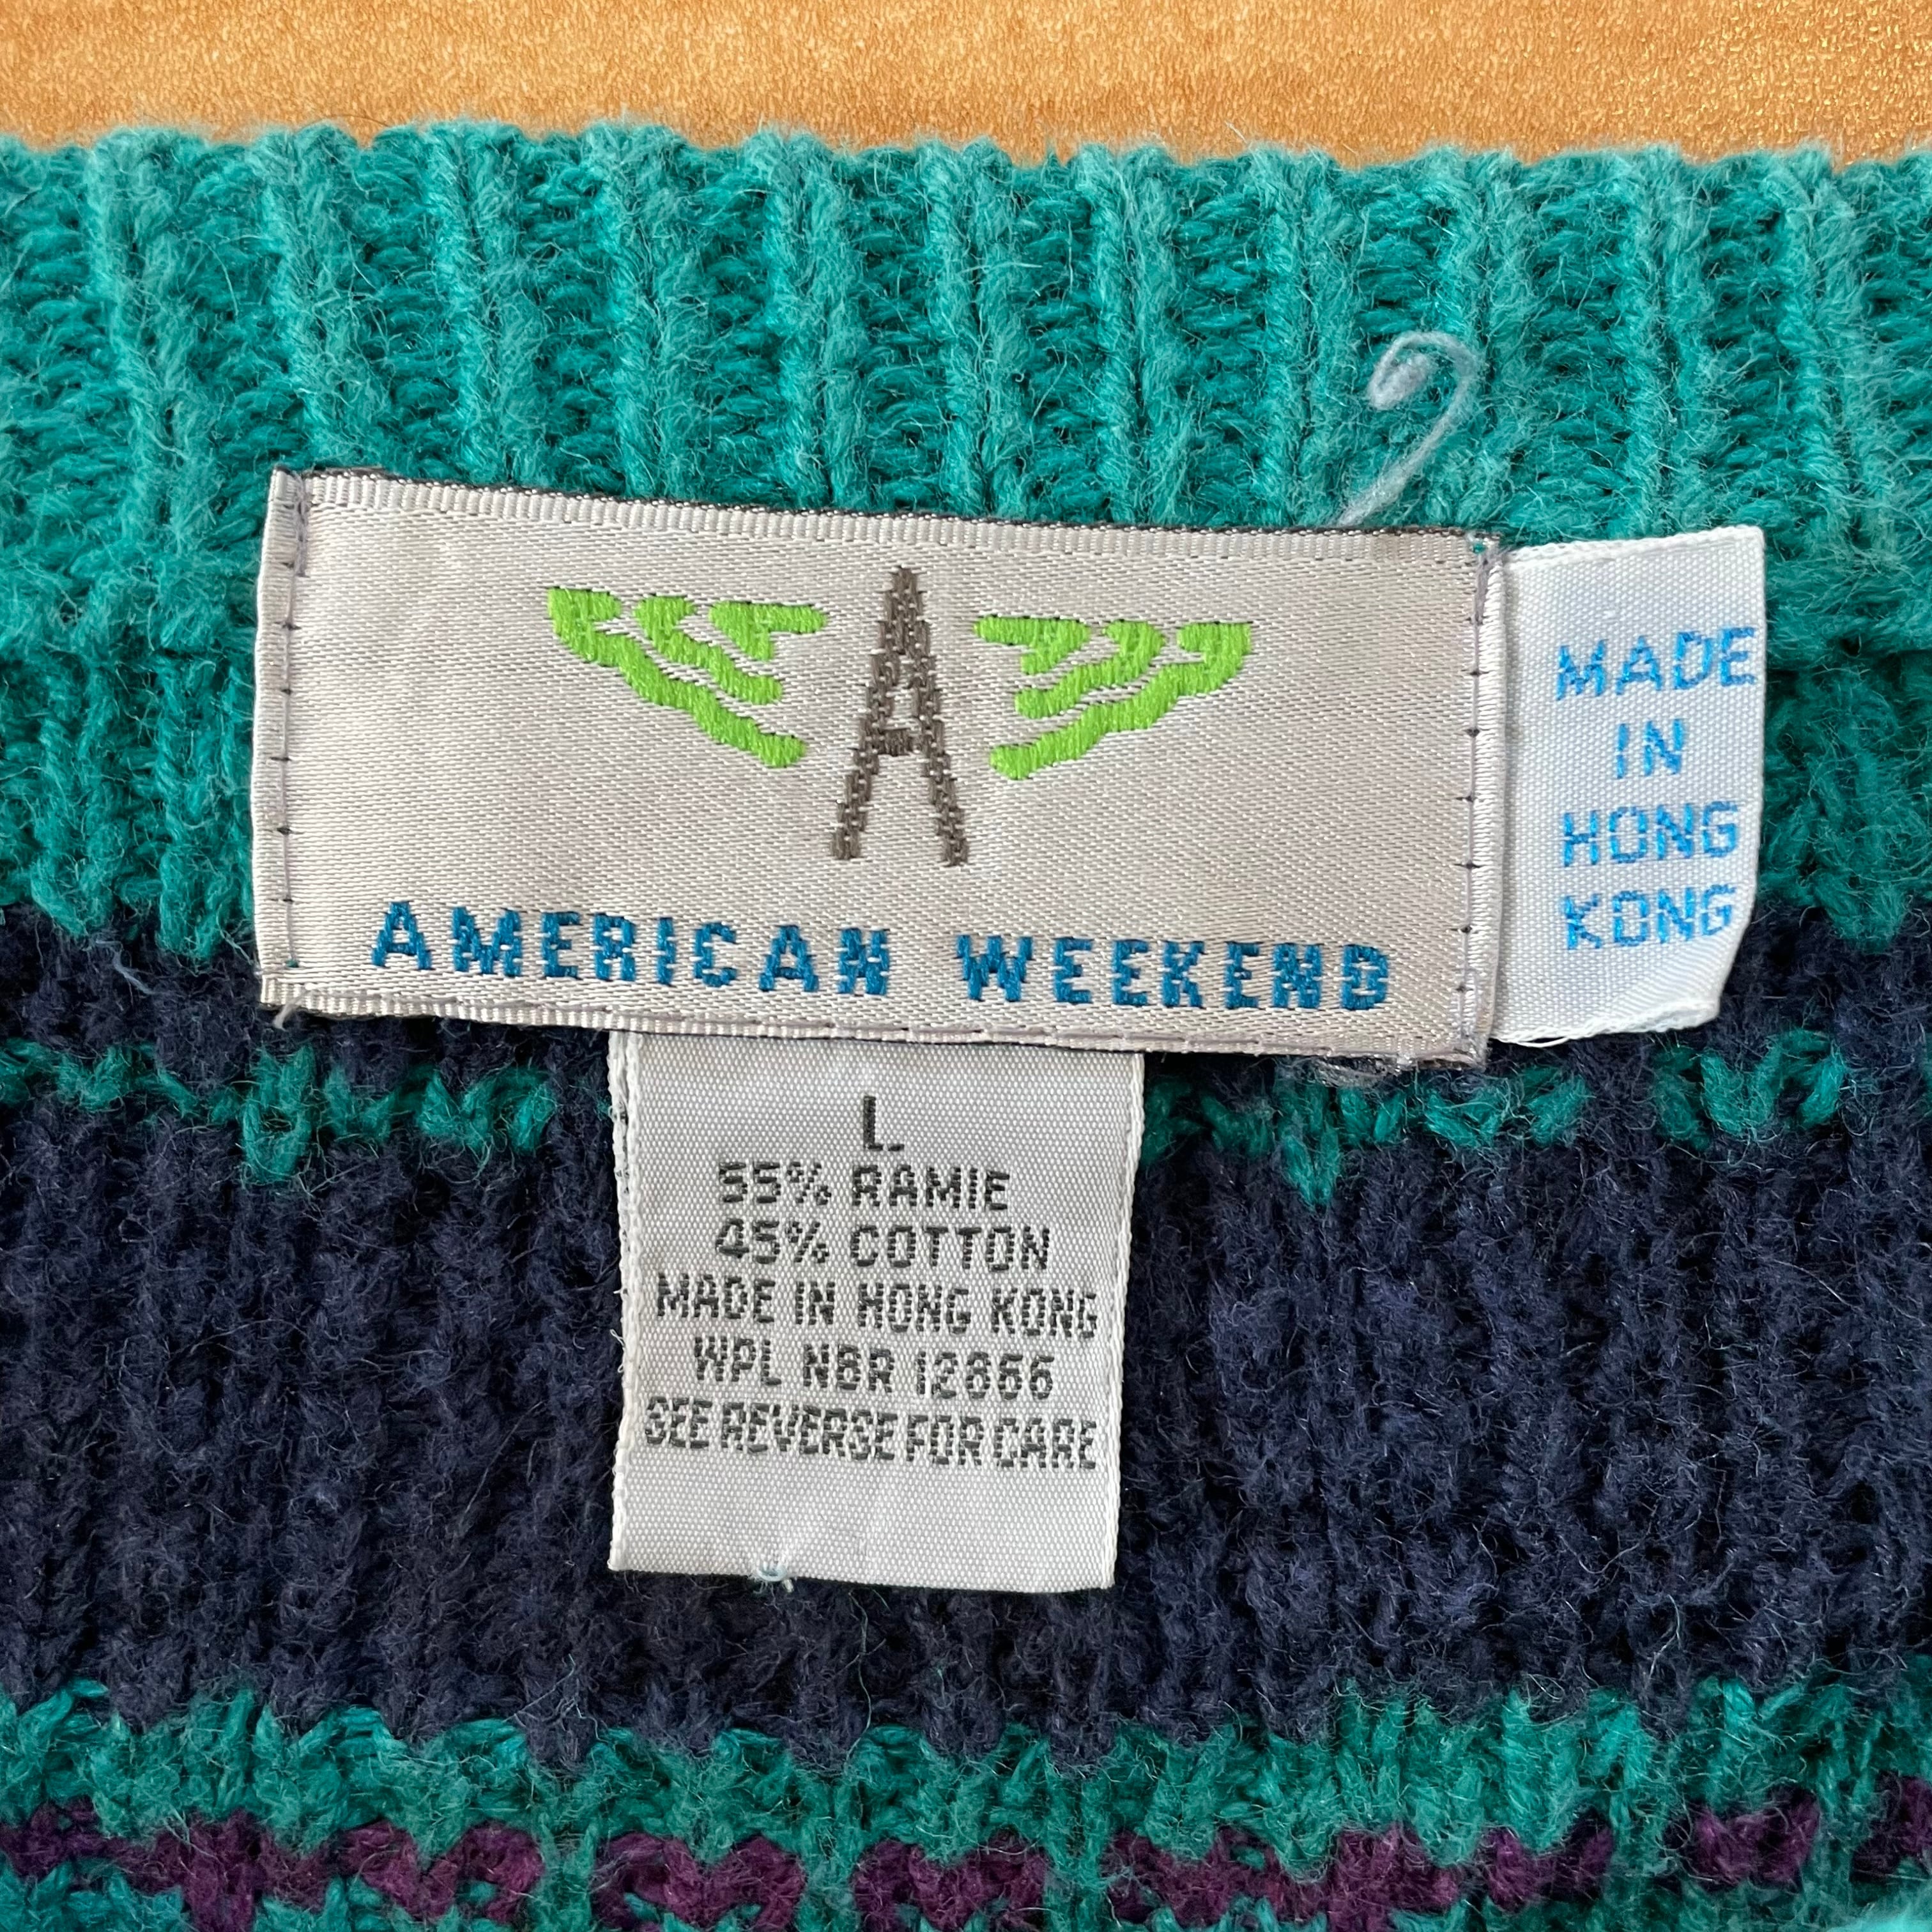 A
AMERICAN WEEKEND
MADE
IN
HONG
KONG
L.
55% RAMIE
45% COTTON
MADE IN HONG KONG
WPL NBR 12866
SEE REVERSE FOR CARE